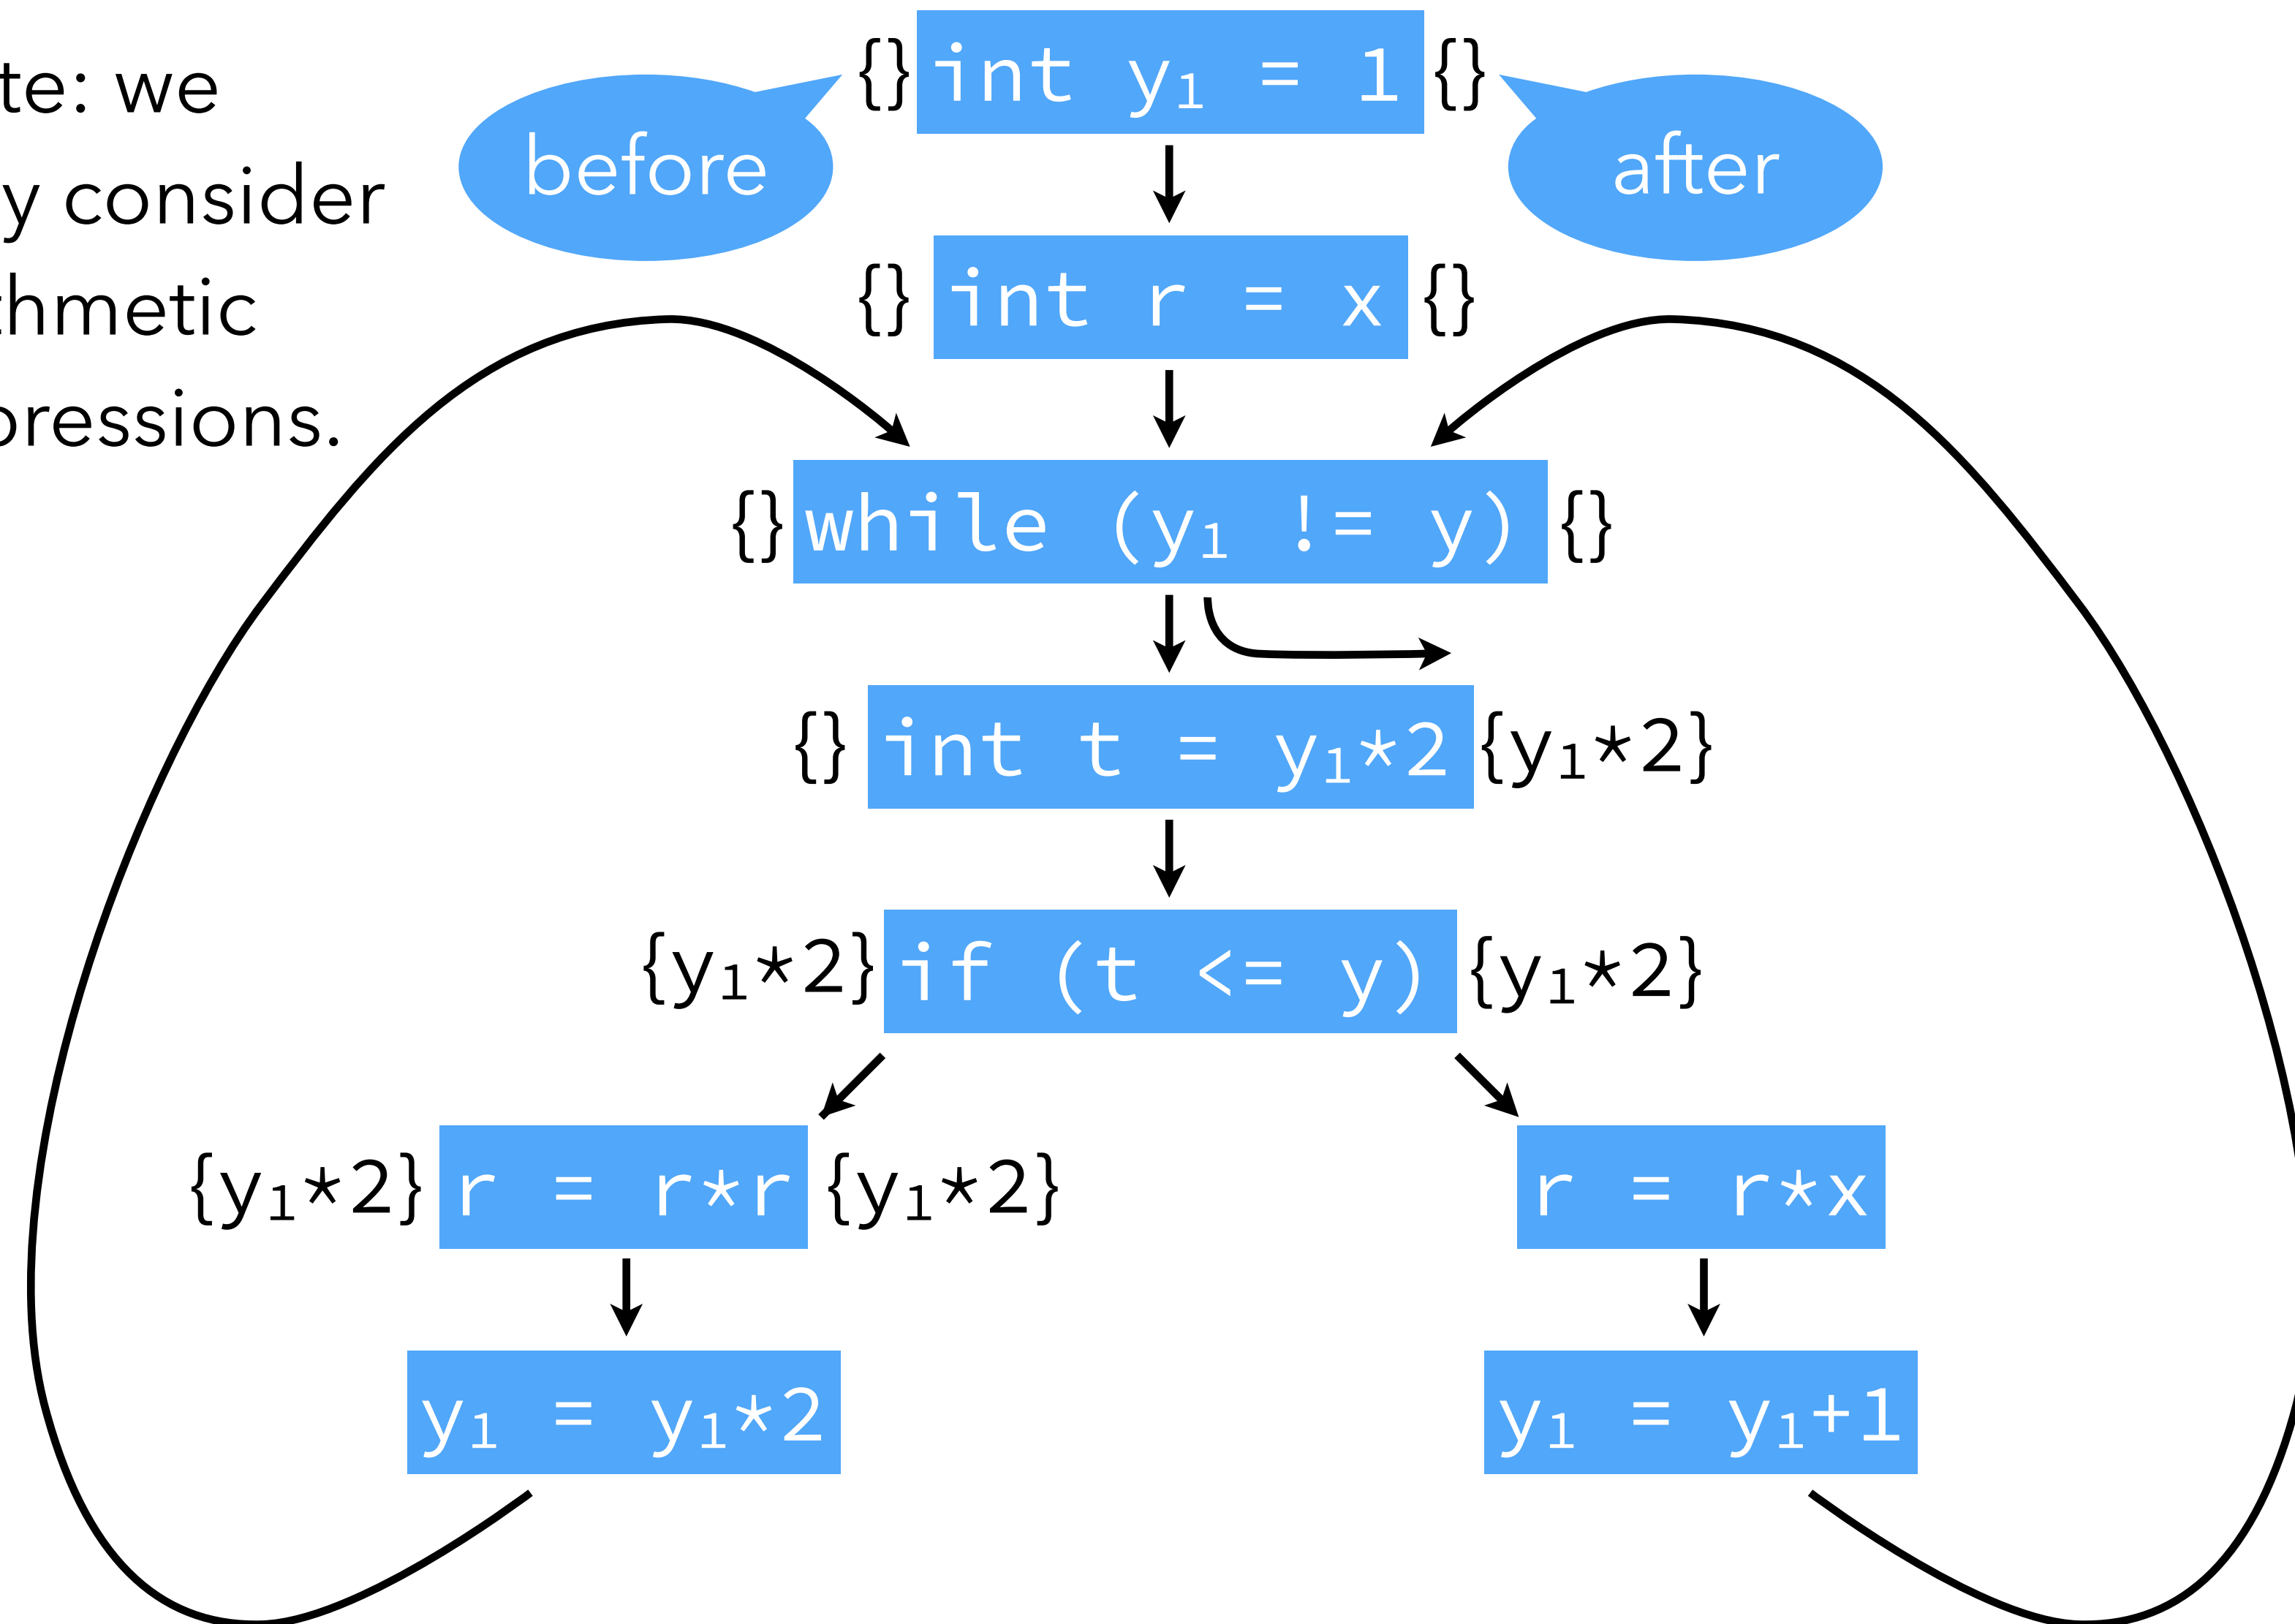 te: we
y consider
hmetic
ressions.
before
after
{} int y₁ = 1 {}
{} int r = x {}
{} while (y₁ != y) {}
{} int t = y₁*2 {y₁*2}
{y₁*2} if (t <= y) {y₁*2}
{y₁*2} r = r*r {y₁*2}
r = r*x
y₁ = y₁*2
y₁ = y₁+1